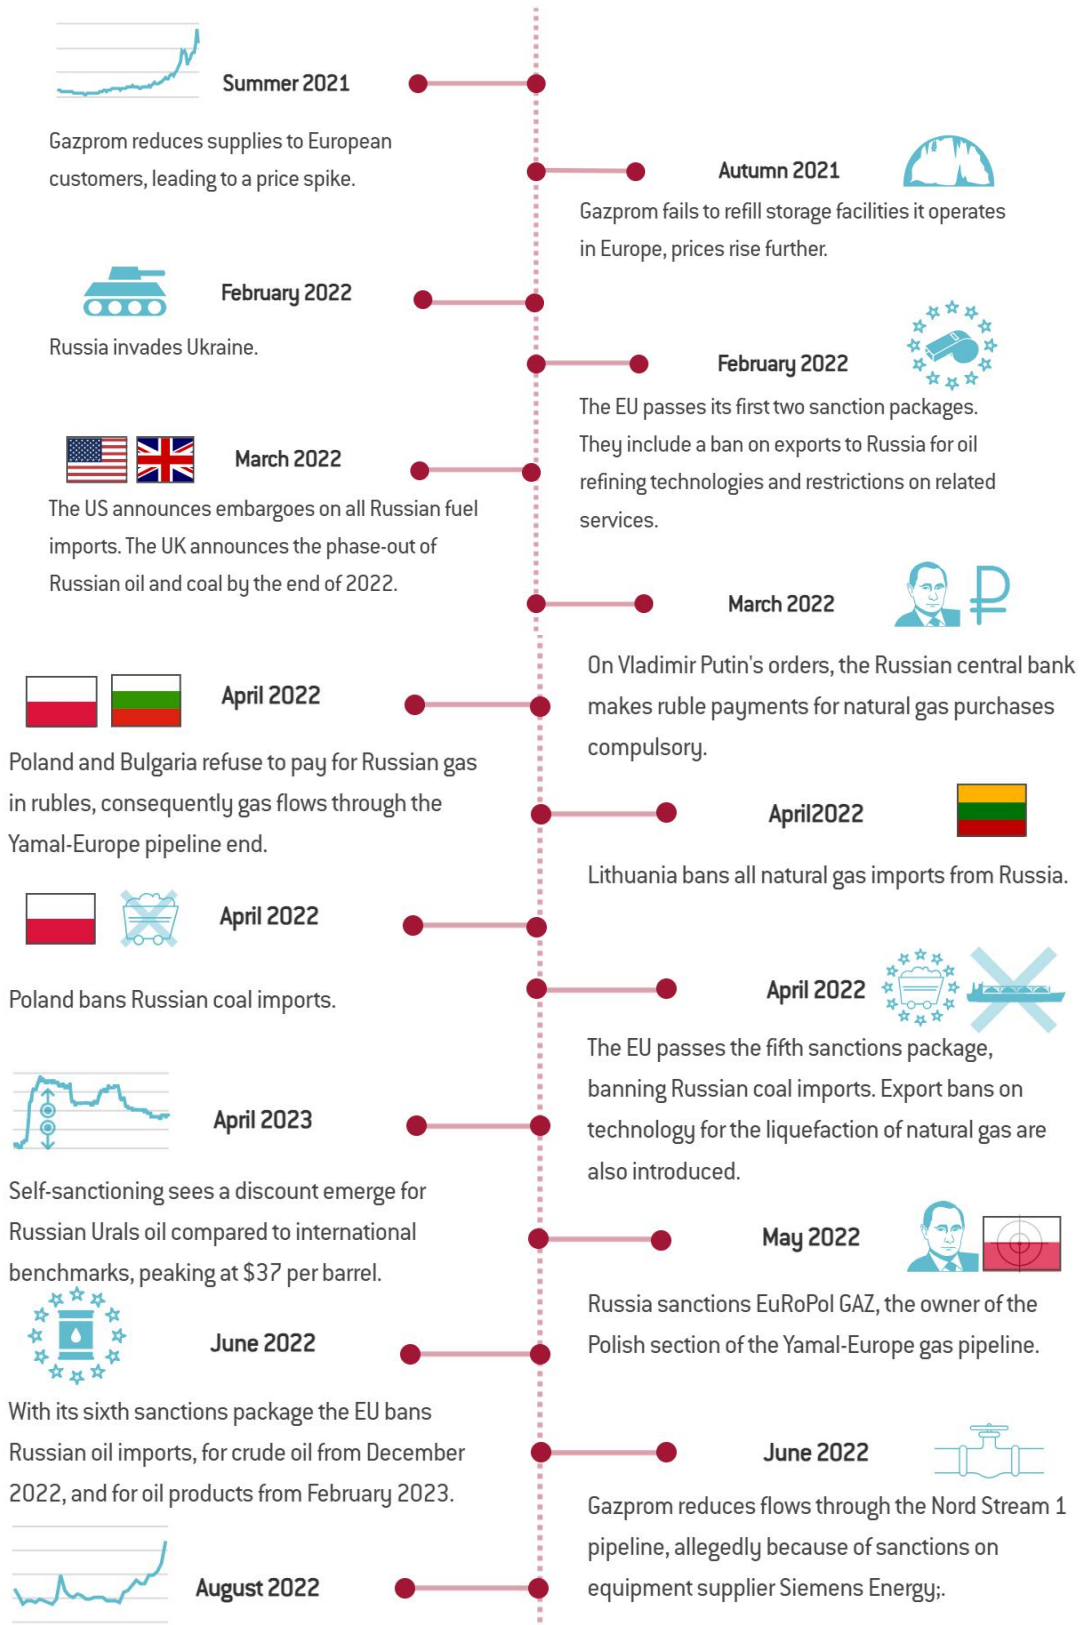 Summer 2021
Gazprom reduces supplies to European
customers, leading to a price spike.
Autumn 2021
Gazprom fails to refill storage facilities it operates
in Europe, prices rise further.
February 2022
Russia invades Ukraine.
February 2022
The EU passes its first two sanction packages.
They include a ban on exports to Russia for oil
refining technologies and restrictions on related
services.
March 2022
The US announces embargoes on all Russian fuel
imports. The UK announces the phase-out of
Russian oil and coal by the end of 2022.
March 2022
On Vladimir Putin's orders, the Russian central bank
makes ruble payments for natural gas purchases
compulsory.
April 2022
Poland and Bulgaria refuse to pay for Russian gas
in rubles, consequently gas flows through the
Yamal-Europe pipeline end.
April2022
Lithuania bans all natural gas imports from Russia.
April 2022
Poland bans Russian coal imports.
April 2022
The EU passes the fifth sanctions package,
banning Russian coal imports. Export bans on
technology for the liquefaction of natural gas are
also introduced.
April 2023
Self-sanctioning sees a discount emerge for
Russian Urals oil compared to international
benchmarks, peaking at $37 per barrel.
May 2022
Russia sanctions EuRoPol GAZ, the owner of the
Polish section of the Yamal-Europe gas pipeline.
June 2022
With its sixth sanctions package the EU bans
Russian oil imports, for crude oil from December
2022, and for oil products from February 2023.
June 2022
Gazprom reduces flows through the Nord Stream 1
pipeline, allegedly because of sanctions on
equipment supplier Siemens Energy;.
August 2022